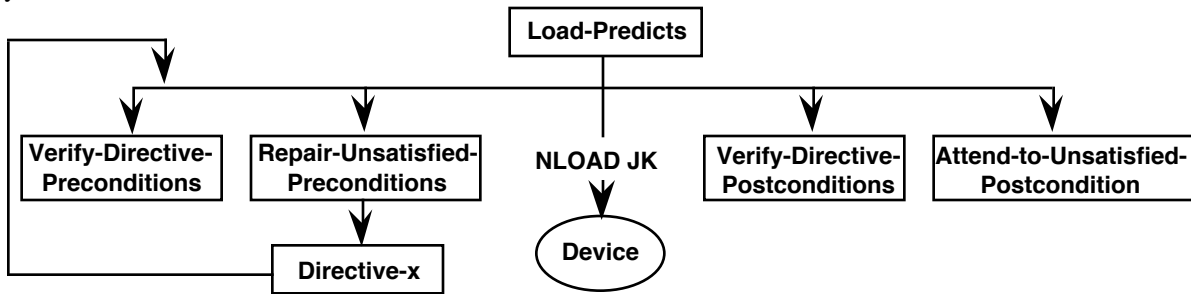 Load-Predicts
Verify-Directive-
Preconditions
Repair-Unsatisfied-
Preconditions
NLOAD JK
Verify-Directive-
Postconditions
Attend-to-Unsatisfied-
Postcondition
Directive-x
Device